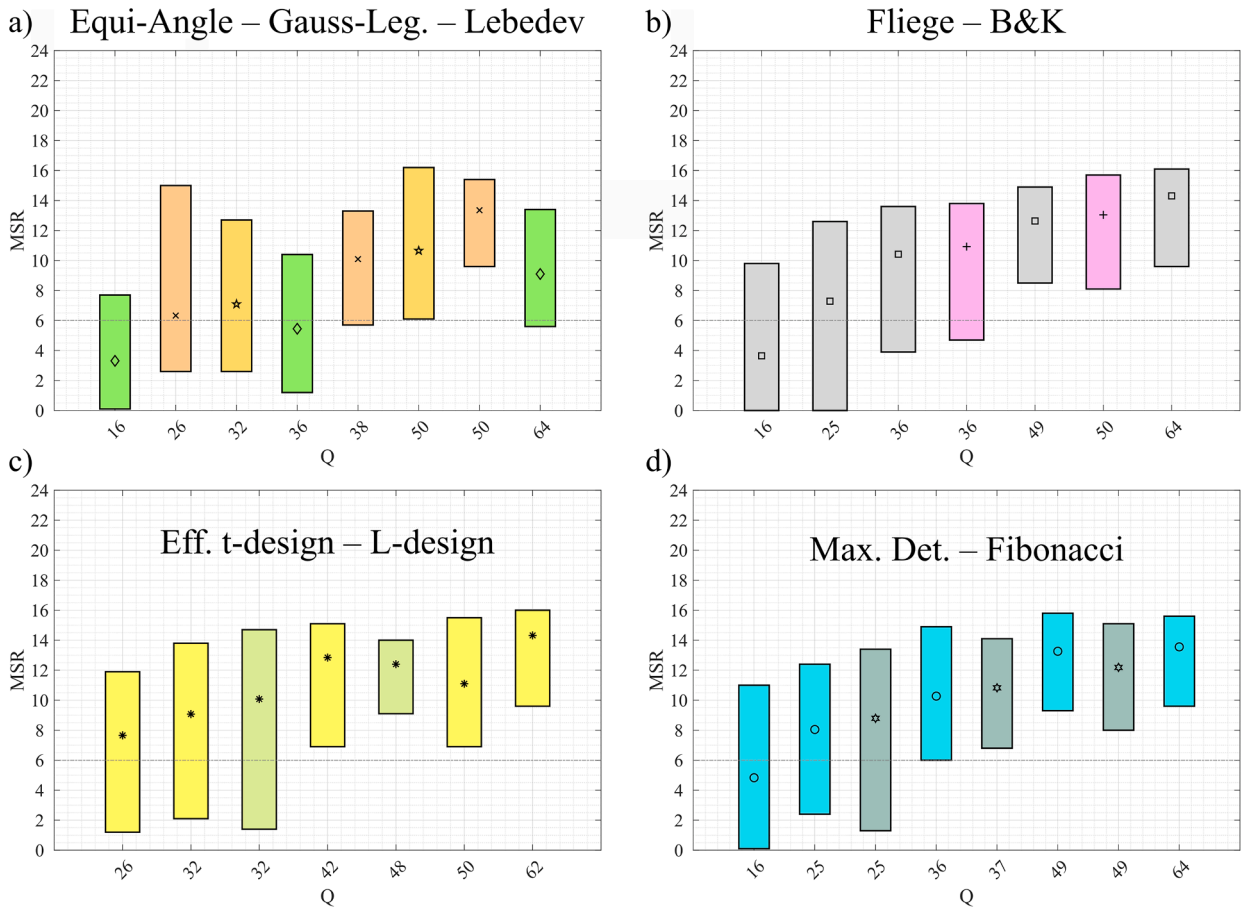 a) Equi-Angle – Gauss-Leg. – Lebedev
24
22
20
18
16
14
12
10
8
6
4
2
0
MSR
16 26 32 36 38 50 50 64
Q
b) Fliege – B&K
24
22
20
18
16
14
12
10
8
6
4
2
0
MSR
16 25 36 36 49 50 64
Q
c)
Eff. t-design – L-design
24
22
20
18
16
14
12
10
8
6
4
2
0
MSR
26 32 32 42 48 50 62
Q
d)
Max. Det. – Fibonacci
24
22
20
18
16
14
12
10
8
6
4
2
0
MSR
16 25 25 36 37 49 49 64
Q